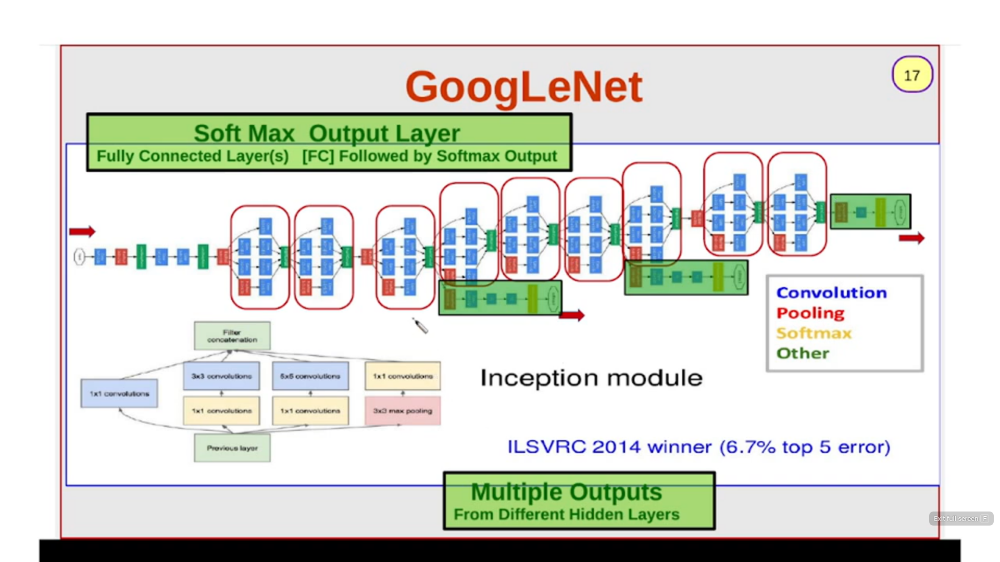 GoogLeNet
17
Soft Max Output Layer
Fully Connected Layer(s) [FC] Followed by Softmax Output
Convolution
Pooling
Softmax
Other
Filter
concatenation
3x3 convolutions
5x5 convolutions
1x1 convolutions
1x1 convolutions
1x1 convolutions
1x1 convolutions
3x3 max pooling
Previous layer
Inception module
ILSVRC 2014 winner (6.7% top 5 error)
Multiple Outputs
From Different Hidden Layers
Exit full screen F